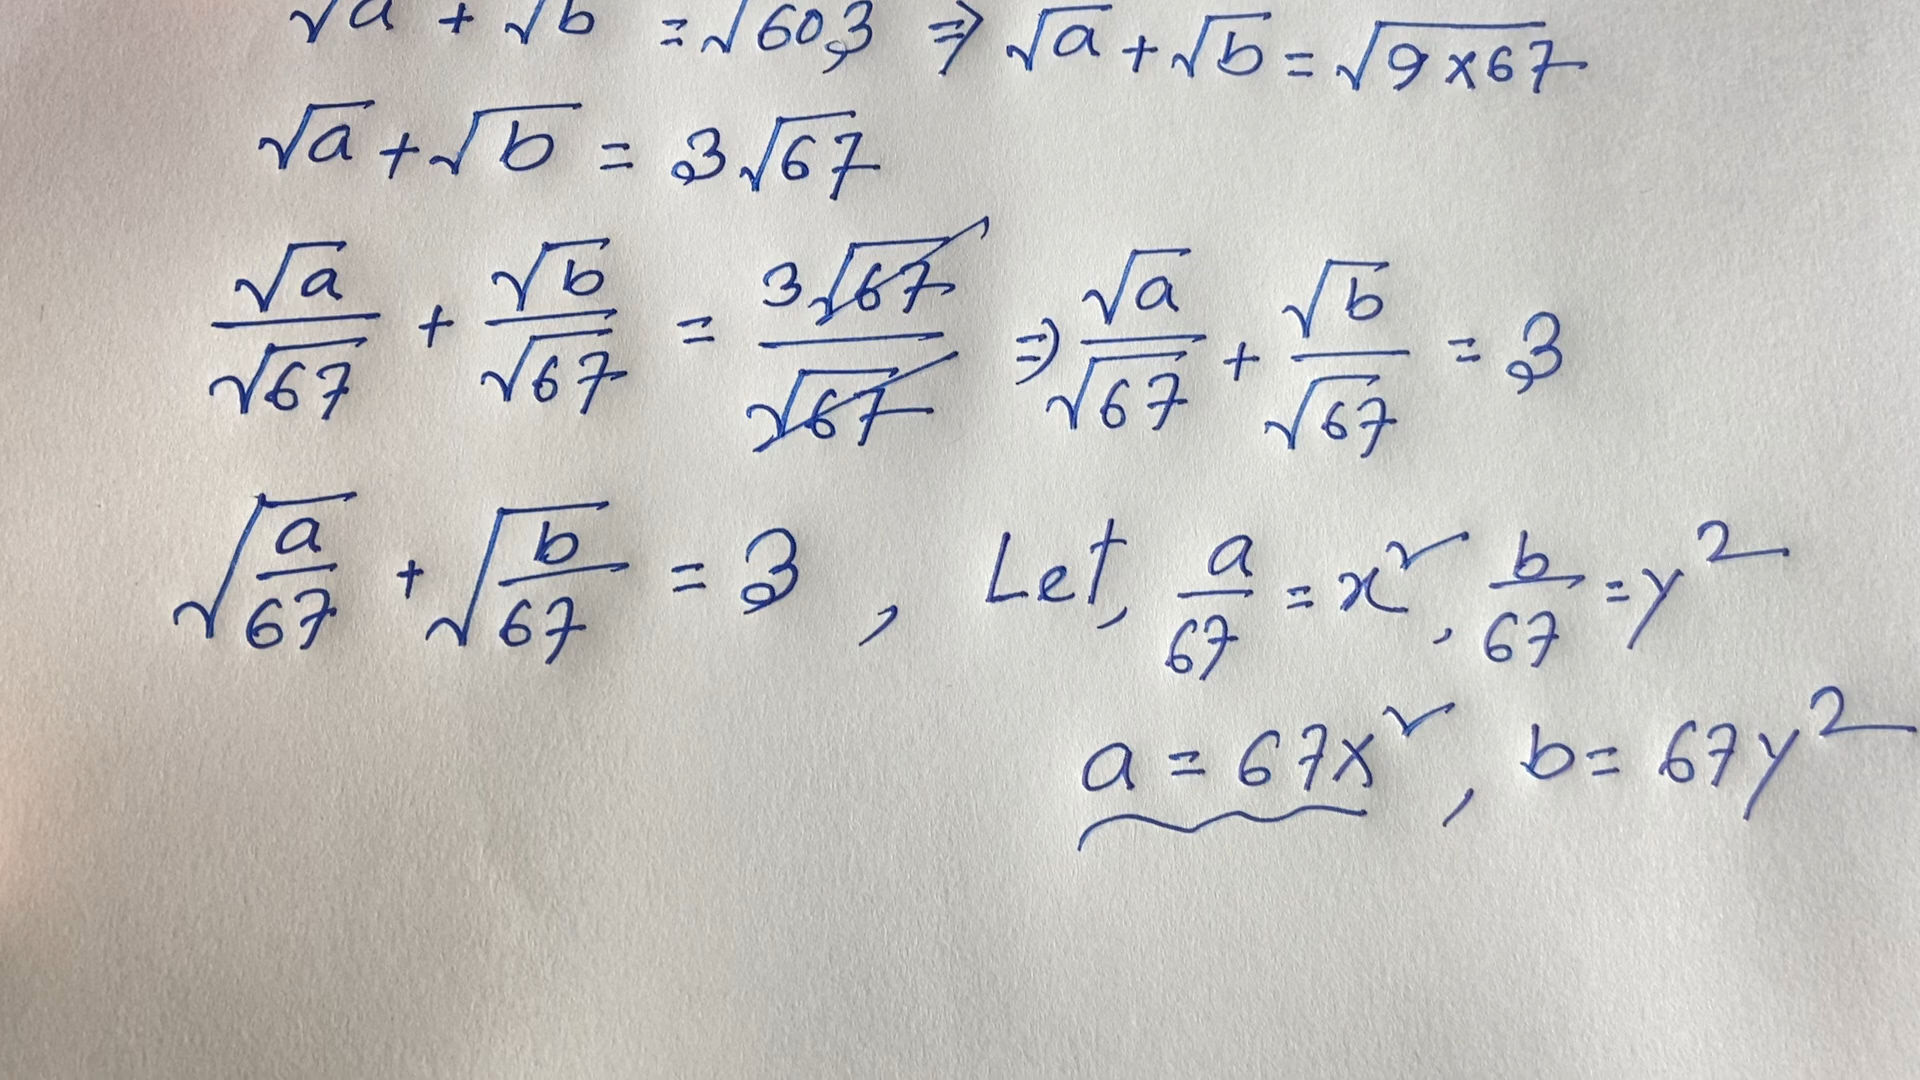 √a + √b = √603 ⇒ √a + √b = √9×67
√a + √b = 3√67
√a/√67 + √b/√67 = 3√67/√67 ⇒ √a/√67 + √b/√67 = 3
√(a/67) + √(b/67) = 3 , Let, a/67 = x², b/67 = y²
a = 67x² , b = 67y²